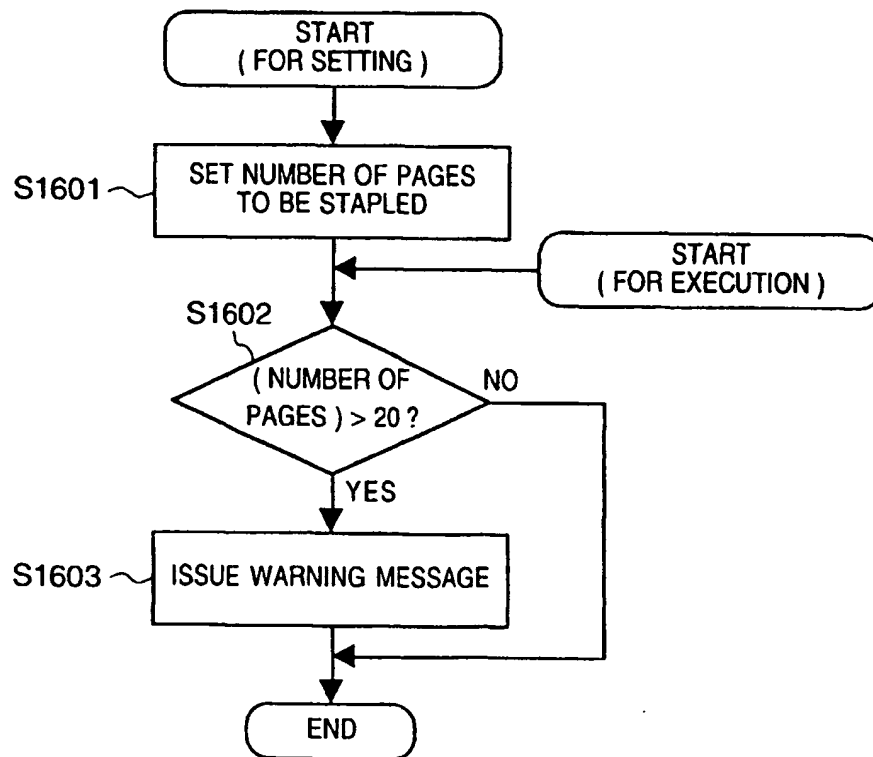 START
( FOR SETTING )
S1601
SET NUMBER OF PAGES
TO BE STAPLED
START
( FOR EXECUTION )
S1602
( NUMBER OF
PAGES ) > 20 ?
NO
YES
S1603
ISSUE WARNING MESSAGE
END